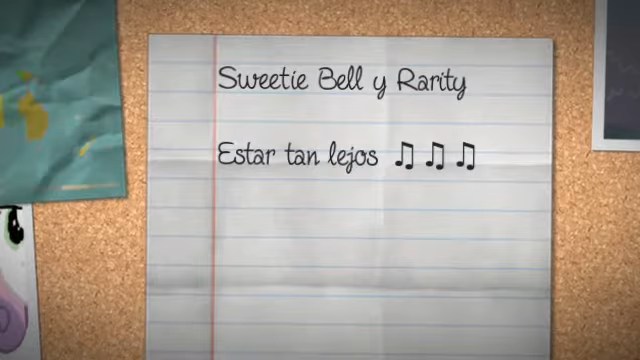 Sweetie Bell y Rarity
Estar tan lejos ♫ ♫ ♫